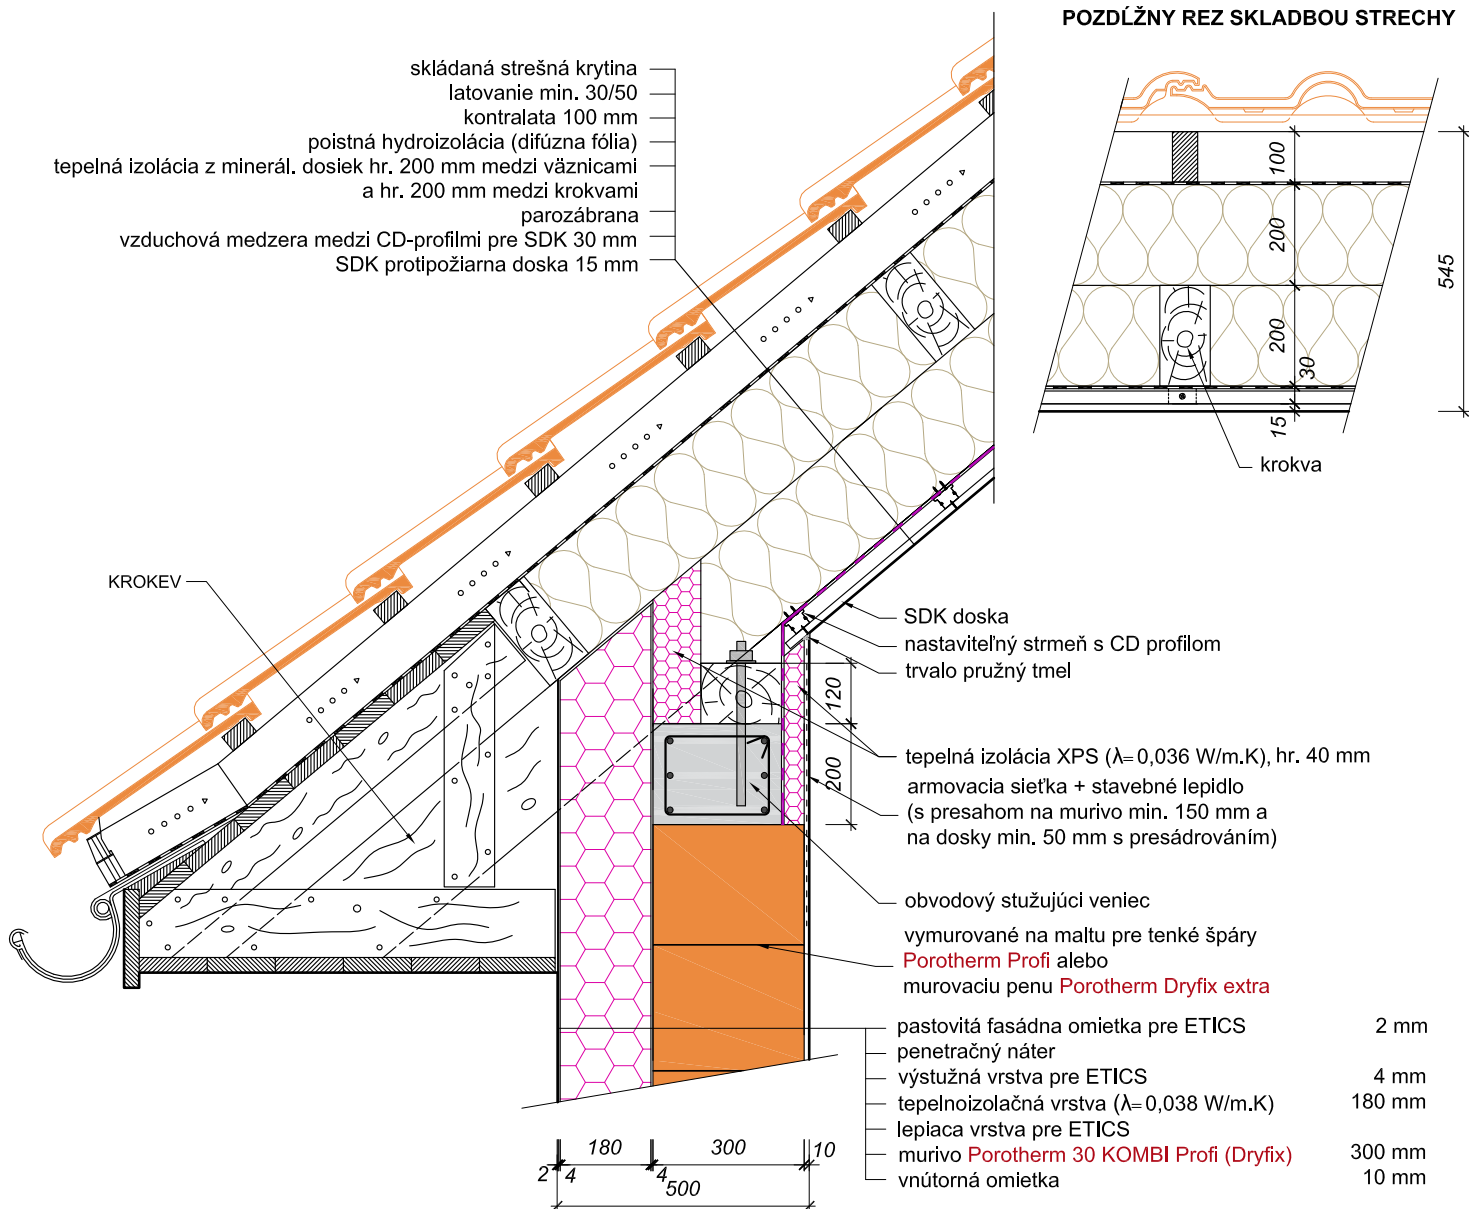 POZDĹŽNY REZ SKLADBOU STRECHY
skládaná strešná krytina
latovanie min. 30/50
kontralata 100 mm
poistná hydroizolácia (difúzna fólia)
tepelná izolácia z minerál. dosiek hr. 200 mm medzi väznicami
a hr. 200 mm medzi krokvami
parozábrana
vzduchová medzera medzi CD-profilmi pre SDK 30 mm
SDK protipožiarna doska 15 mm
100
200
200
30
15
545
krokva
KROKEV
SDK doska
nastaviteľný strmeň s CD profilom
trvalo pružný tmel
120
200
tepelná izolácia XPS (λ=0,036 W/m.K), hr. 40 mm
armovacia sieťka + stavebné lepidlo
(s presahom na murivo min. 150 mm a
na dosky min. 50 mm s presádrováním)
obvodový stužujúci veniec
vymurované na maltu pre tenké špáry
Porotherm Profi alebo
murovaciu penu Porotherm Dryfix extra
pastovitá fasádna omietka pre ETICS 2 mm
penetračný náter
výstužná vrstva pre ETICS 4 mm
tepelnoizolačná vrstva (λ=0,038 W/m.K) 180 mm
lepiaca vrstva pre ETICS
murivo Porotherm 30 KOMBI Profi (Dryfix) 300 mm
vnútorná omietka 10 mm
180 300 10
2 4 4
500